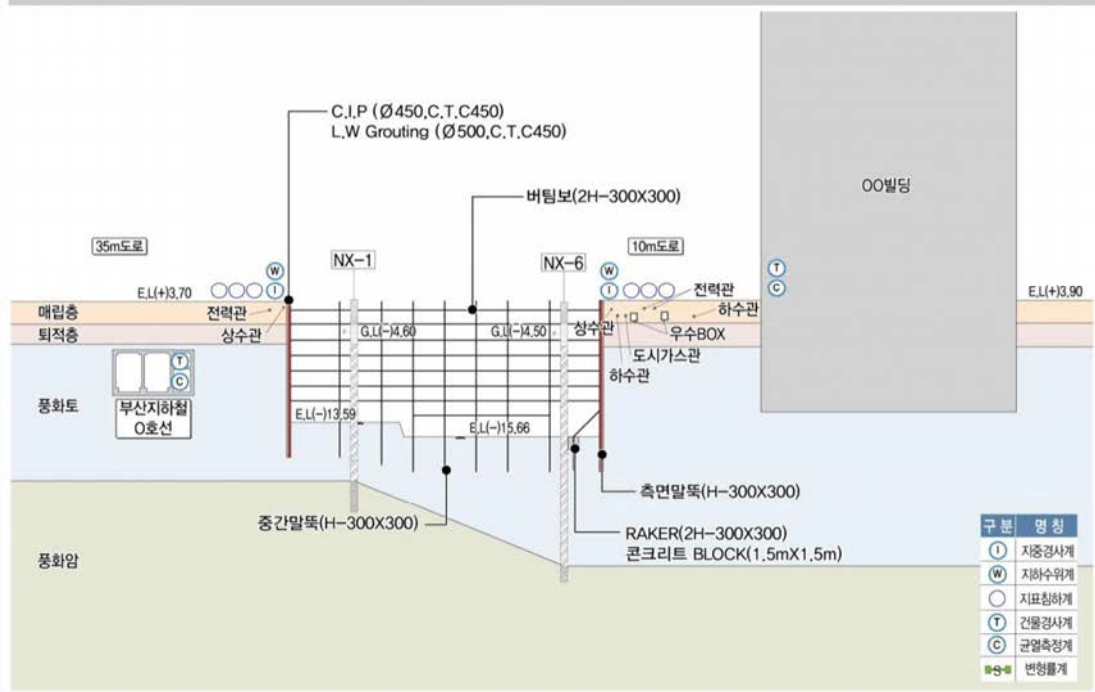 C.I.P (Ø450,C.T.C450)
L.W Grouting (Ø500,C.T.C450)
OO빌딩
버팀보(2H-300X300)
35m도로
NX-1
W
I
NX-6
10m도로
W
I
T
C
E.L(+)3.70
전력관
하수관
E.L(+)3.90
매립층
전력관
퇴적층
상수관
G.L(-)4.60
G.L(-)4.50
상수관
우수BOX
도시가스관
하수관
T
C
풍화토
부산지하철
O호선
E.L(-)13.59
E.L(-)15.66
측면말뚝(H-300X300)
중간말뚝(H-300X300)
RAKER(2H-300X300)
콘크리트 BLOCK(1.5mX1.5m)
풍화암
구 분 명 칭
I 지중경사계
W 지하수위계
지표침하계
T 건물경사계
C 균열측정계
S 변형률계